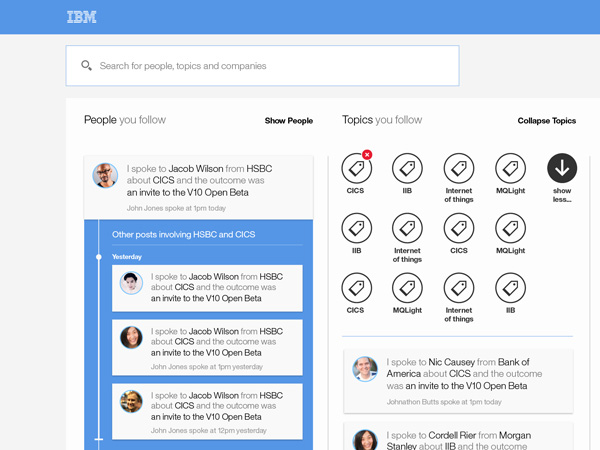 IBM
Search for people, topics and companies
People you follow
Show People
I spoke to Jacob Wilson from HSBC
about CICS and the outcome was
an invite to the V10 Open Beta
John Jones spoke at 1pm today
Other posts involving HSBC and CICS
Yesterday
I spoke to Jacob Wilson from HSBC
about CICS and the outcome was
an invite to the V10 Open Beta
I spoke to Jacob Wilson from HSBC
about CICS and the outcome was
an invite to the V10 Open Beta
John Jones spoke at 1pm yesterday
I spoke to Jacob Wilson from HSBC
about CICS and the outcome was
an invite to the V10 Open Beta
John Jones spoke at 12pm yesterday
Topics you follow
Collapse Topics
CICS
IIB
Internet
of things
MQLight
show
less...
IIB
Internet
of things
CICS
MQLight
CICS
MQLight
Internet
of things
IIB
I spoke to Nic Causey from Bank of
America about CICS and the outcome
was an invite to the V10 Open Beta
Johnathon Butts spoke at 1pm today
I spoke to Cordell Rier from Morgan
Stanley about IIB and the outcome